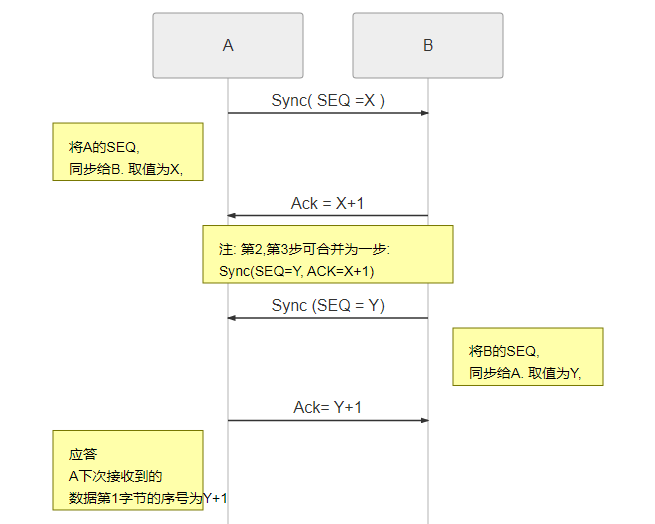 A
B
Sync( SEQ =X )
将A的SEQ,
同步给B. 取值为X,
Ack = X+1
注: 第2,第3步可合并为一步:
Sync(SEQ=Y, ACK=X+1)
Sync (SEQ = Y)
将B的SEQ,
同步给A. 取值为Y,
Ack= Y+1
应答
A下次接收到的
数据第1字节的序号为Y+1